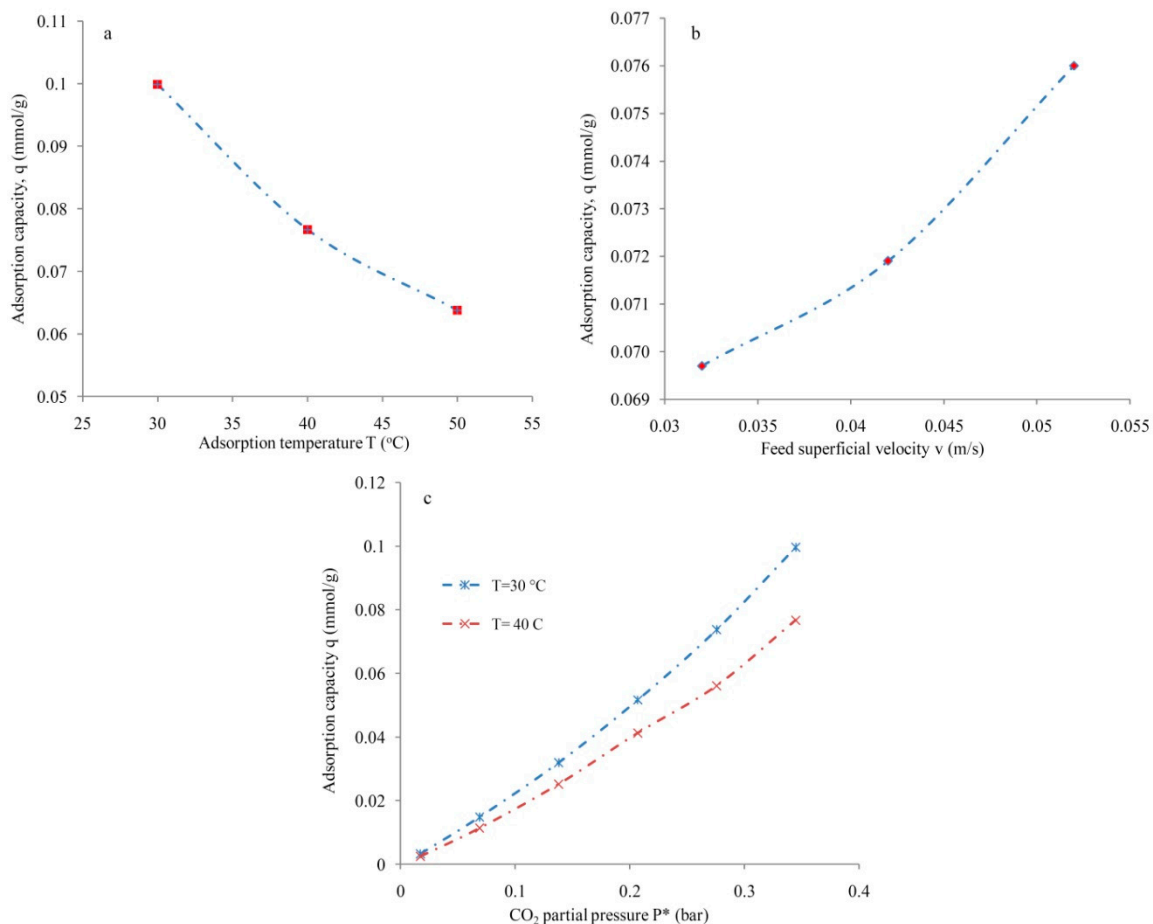 a
0.11
0.1
0.09
0.08
0.07
0.06
0.05
25 30 35 40 45 50 55
Adsorption temperature T (°C)
Adsorption capacity, q (mmol/g)
b
0.077
0.076
0.075
0.074
0.073
0.072
0.071
0.070
0.069
0.03 0.035 0.04 0.045 0.05 0.055
Feed superficial velocity v (m/s)
Adsorption capacity, q (mmol/g)
c
0.12
0.1
0.08
0.06
0.04
0.02
0
T=30 °C
T= 40 C
0 0.1 0.2 0.3 0.4
CO₂ partial pressure P* (bar)
Adsorption capacity q (mmol/g)